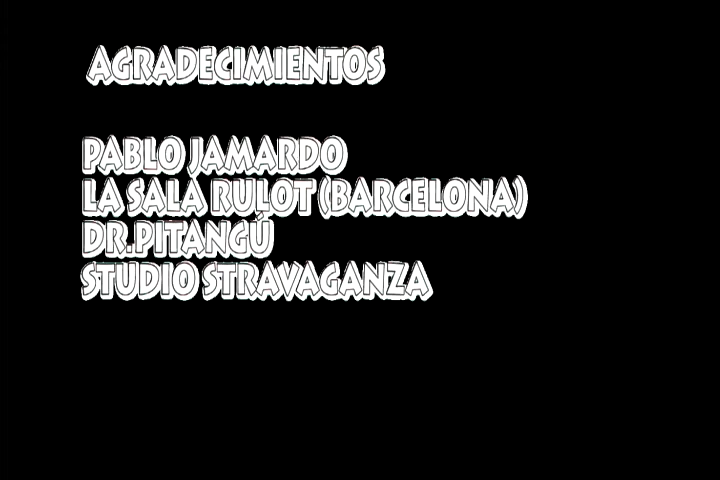 AGRADECIMIENTOS
PABLO JAMARDO
LA SALA RULOT (BARCELONA)
DR.PITANGÚ
STUDIO STRAVAGANZA